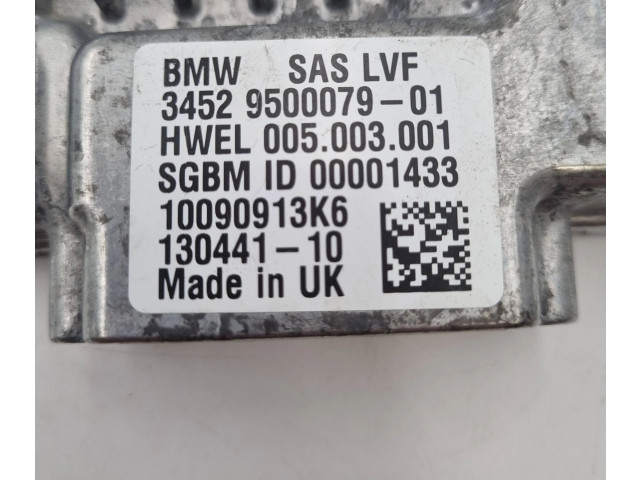 BMW SAS LVF
3452 9500079-01
HWEL 005.003.001
SGBM ID 00001433
10090913K6
130441-10
Made in UK